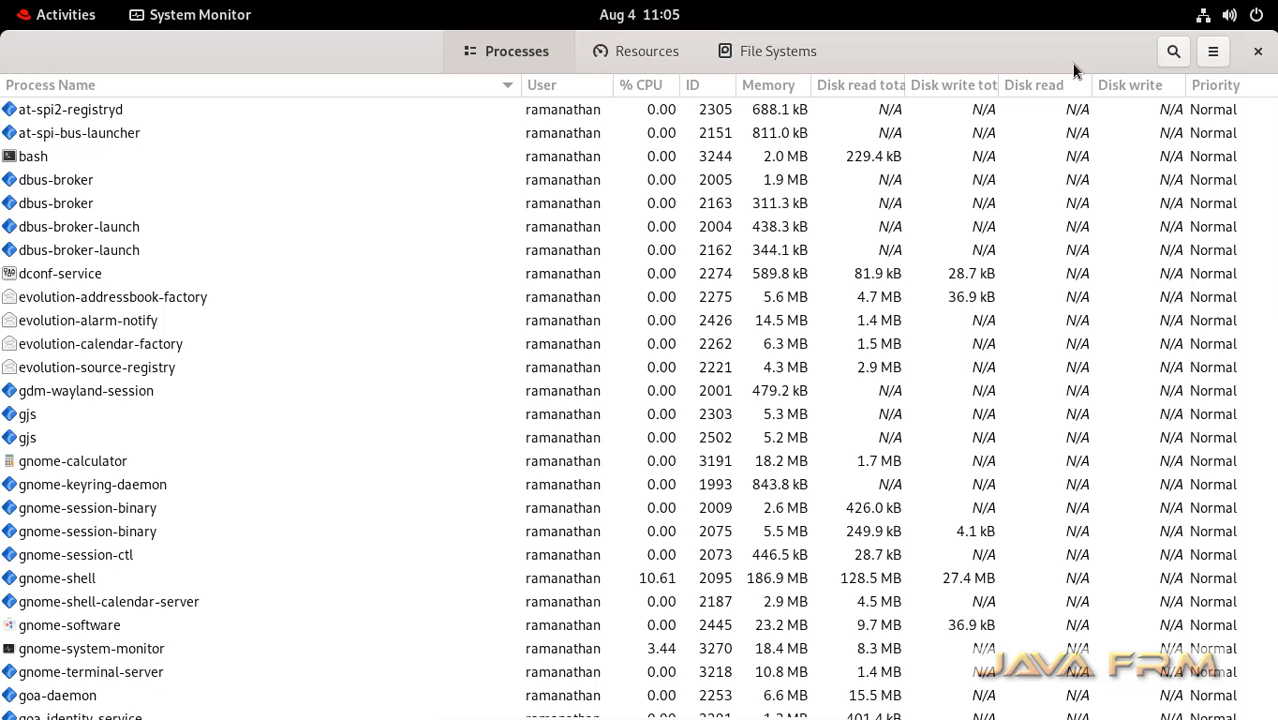 Activities System Monitor Aug 4 11:05
Processes Resources File Systems
Process Name User % CPU ID Memory Disk read tota Disk write tot Disk read Disk write Priority
at-spi2-registryd ramanathan 0.00 2305 688.1 kB N/A N/A N/A N/A Normal
at-spi-bus-launcher ramanathan 0.00 2151 811.0 kB N/A N/A N/A N/A Normal
bash ramanathan 0.00 3244 2.0 MB 229.4 kB N/A N/A N/A Normal
dbus-broker ramanathan 0.00 2005 1.9 MB N/A N/A N/A N/A Normal
dbus-broker ramanathan 0.00 2163 311.3 kB N/A N/A N/A N/A Normal
dbus-broker-launch ramanathan 0.00 2004 438.3 kB N/A N/A N/A N/A Normal
dbus-broker-launch ramanathan 0.00 2162 344.1 kB N/A N/A N/A N/A Normal
dconf-service ramanathan 0.00 2274 589.8 kB 81.9 kB 28.7 kB N/A N/A Normal
evolution-addressbook-factory ramanathan 0.00 2275 5.6 MB 4.7 MB 36.9 kB N/A N/A Normal
evolution-alarm-notify ramanathan 0.00 2426 14.5 MB 1.4 MB N/A N/A N/A Normal
evolution-calendar-factory ramanathan 0.00 2262 6.3 MB 1.5 MB N/A N/A N/A Normal
evolution-source-registry ramanathan 0.00 2221 4.3 MB 2.9 MB N/A N/A N/A Normal
gdm-wayland-session ramanathan 0.00 2001 479.2 kB N/A N/A N/A N/A Normal
gjs ramanathan 0.00 2303 5.3 MB N/A N/A N/A N/A Normal
gjs ramanathan 0.00 2502 5.2 MB N/A N/A N/A N/A Normal
gnome-calculator ramanathan 0.00 3191 18.2 MB 1.7 MB N/A N/A N/A Normal
gnome-keyring-daemon ramanathan 0.00 1993 843.8 kB N/A N/A N/A N/A Normal
gnome-session-binary ramanathan 0.00 2009 2.6 MB 426.0 kB N/A N/A N/A Normal
gnome-session-binary ramanathan 0.00 2075 5.5 MB 249.9 kB 4.1 kB N/A N/A Normal
gnome-session-ctl ramanathan 0.00 2073 446.5 kB 28.7 kB N/A N/A N/A Normal
gnome-shell ramanathan 10.61 2095 186.9 MB 128.5 MB 27.4 MB N/A N/A Normal
gnome-shell-calendar-server ramanathan 0.00 2187 2.9 MB 4.5 MB N/A N/A N/A Normal
gnome-software ramanathan 0.00 2445 23.2 MB 9.7 MB 36.9 kB N/A N/A Normal
gnome-system-monitor ramanathan 3.44 3270 18.4 MB 8.3 MB N/A N/A N/A Normal
JAVA FRM
gnome-terminal-server ramanathan 0.00 3218 10.8 MB 1.4 MB N/A N/A N/A Normal
goa-daemon ramanathan 0.00 2253 6.6 MB 15.5 MB N/A N/A N/A Normal